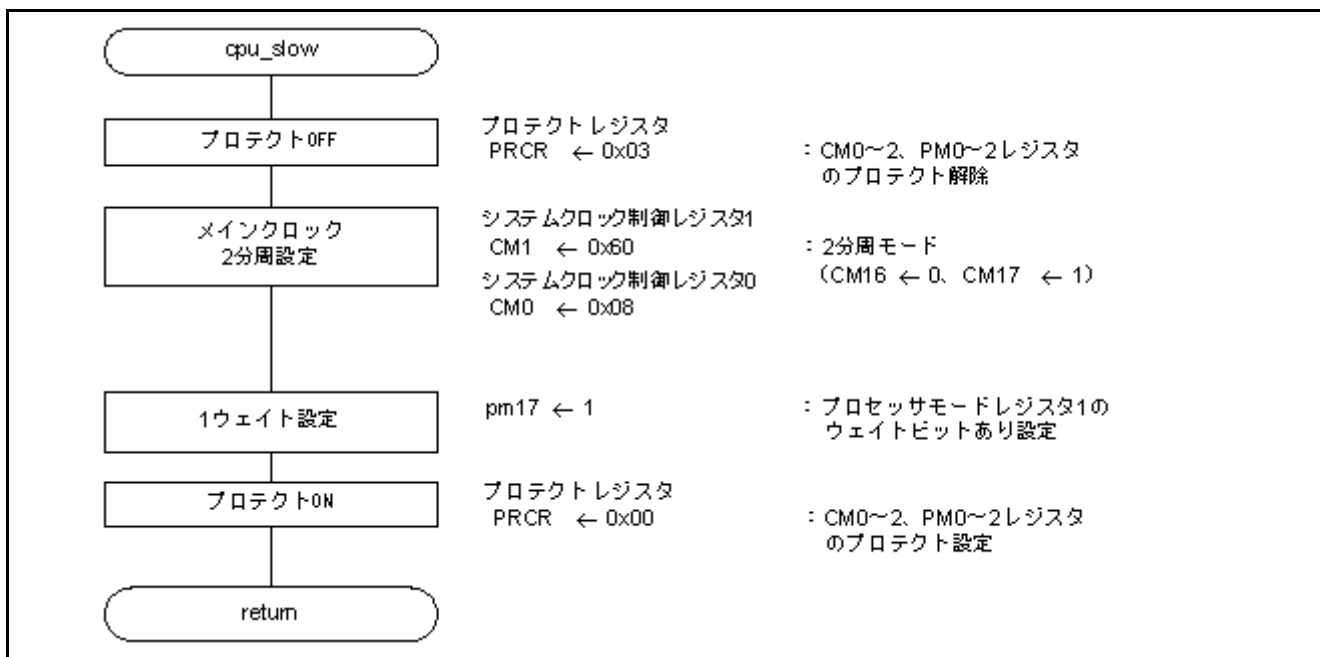 cpu_slow
プロテクトOFF
プロテクトレジスタ
PRCR ← 0x03
：CM0～2、PM0～2レジスタ
のプロテクト解除
メインクロック
2分周設定
システムクロック制御レジスタ1
CM1 ← 0x60
システムクロック制御レジスタ0
CM0 ← 0x08
：2分周モード
（CM16 ← 0、CM17 ← 1）
1ウェイト設定
pm17 ← 1
：プロセッサモードレジスタ1の
ウェイトビットあり設定
プロテクトON
プロテクトレジスタ
PRCR ← 0x00
：CM0～2、PM0～2レジスタ
のプロテクト設定
return